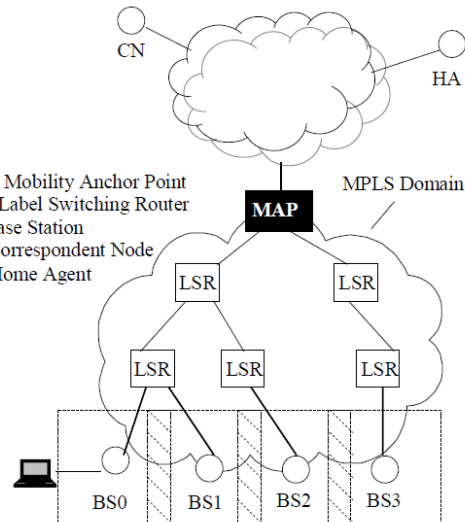 CN
HA
Mobility Anchor Point
Label Switching Router
ase Station
orrespondent Node
ome Agent
MPLS Domain
MAP
LSR
LSR
LSR
LSR
LSR
BS0
BS1
BS2
BS3